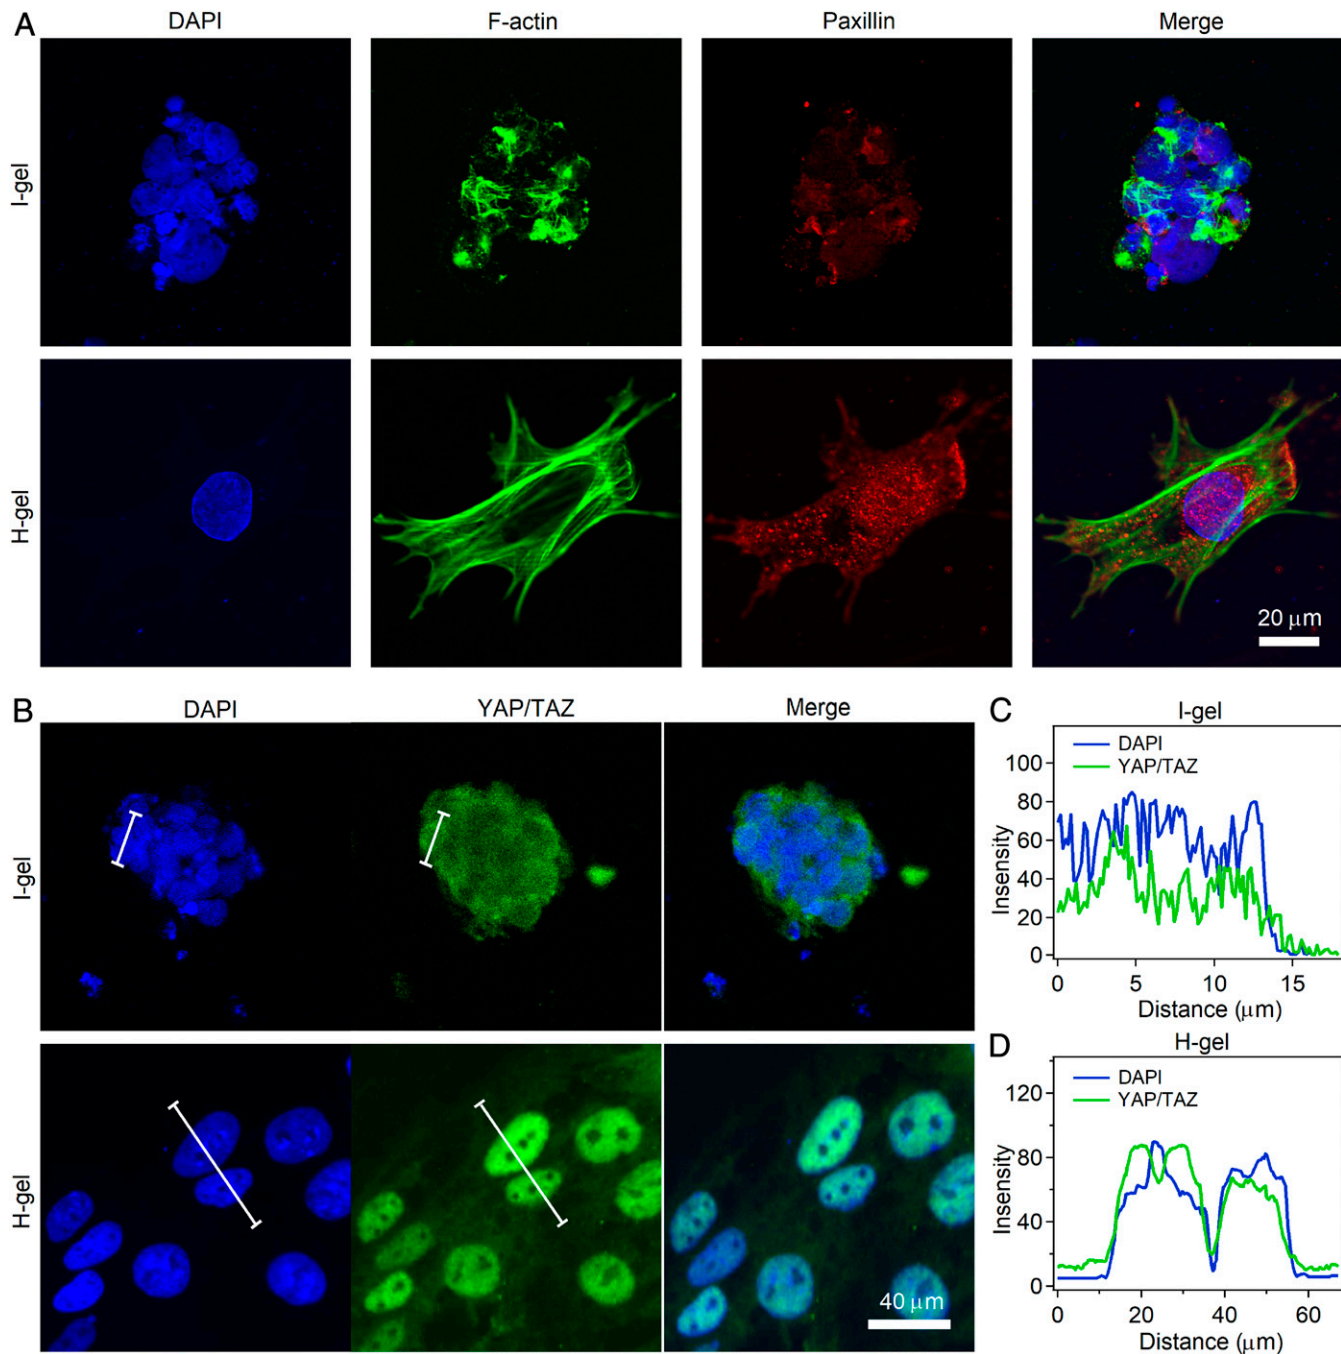 A
DAPI F-actin Paxillin Merge
I-gel
H-gel
20 μm
B
DAPI YAP/TAZ Merge
I-gel
H-gel
40 μm
C
I-gel
DAPI
YAP/TAZ
Insensity
100
80
60
40
20
0
0 5 10 15
Distance (μm)
D
H-gel
DAPI
YAP/TAZ
Insensity
120
80
40
0
0 20 40 60
Distance (μm)